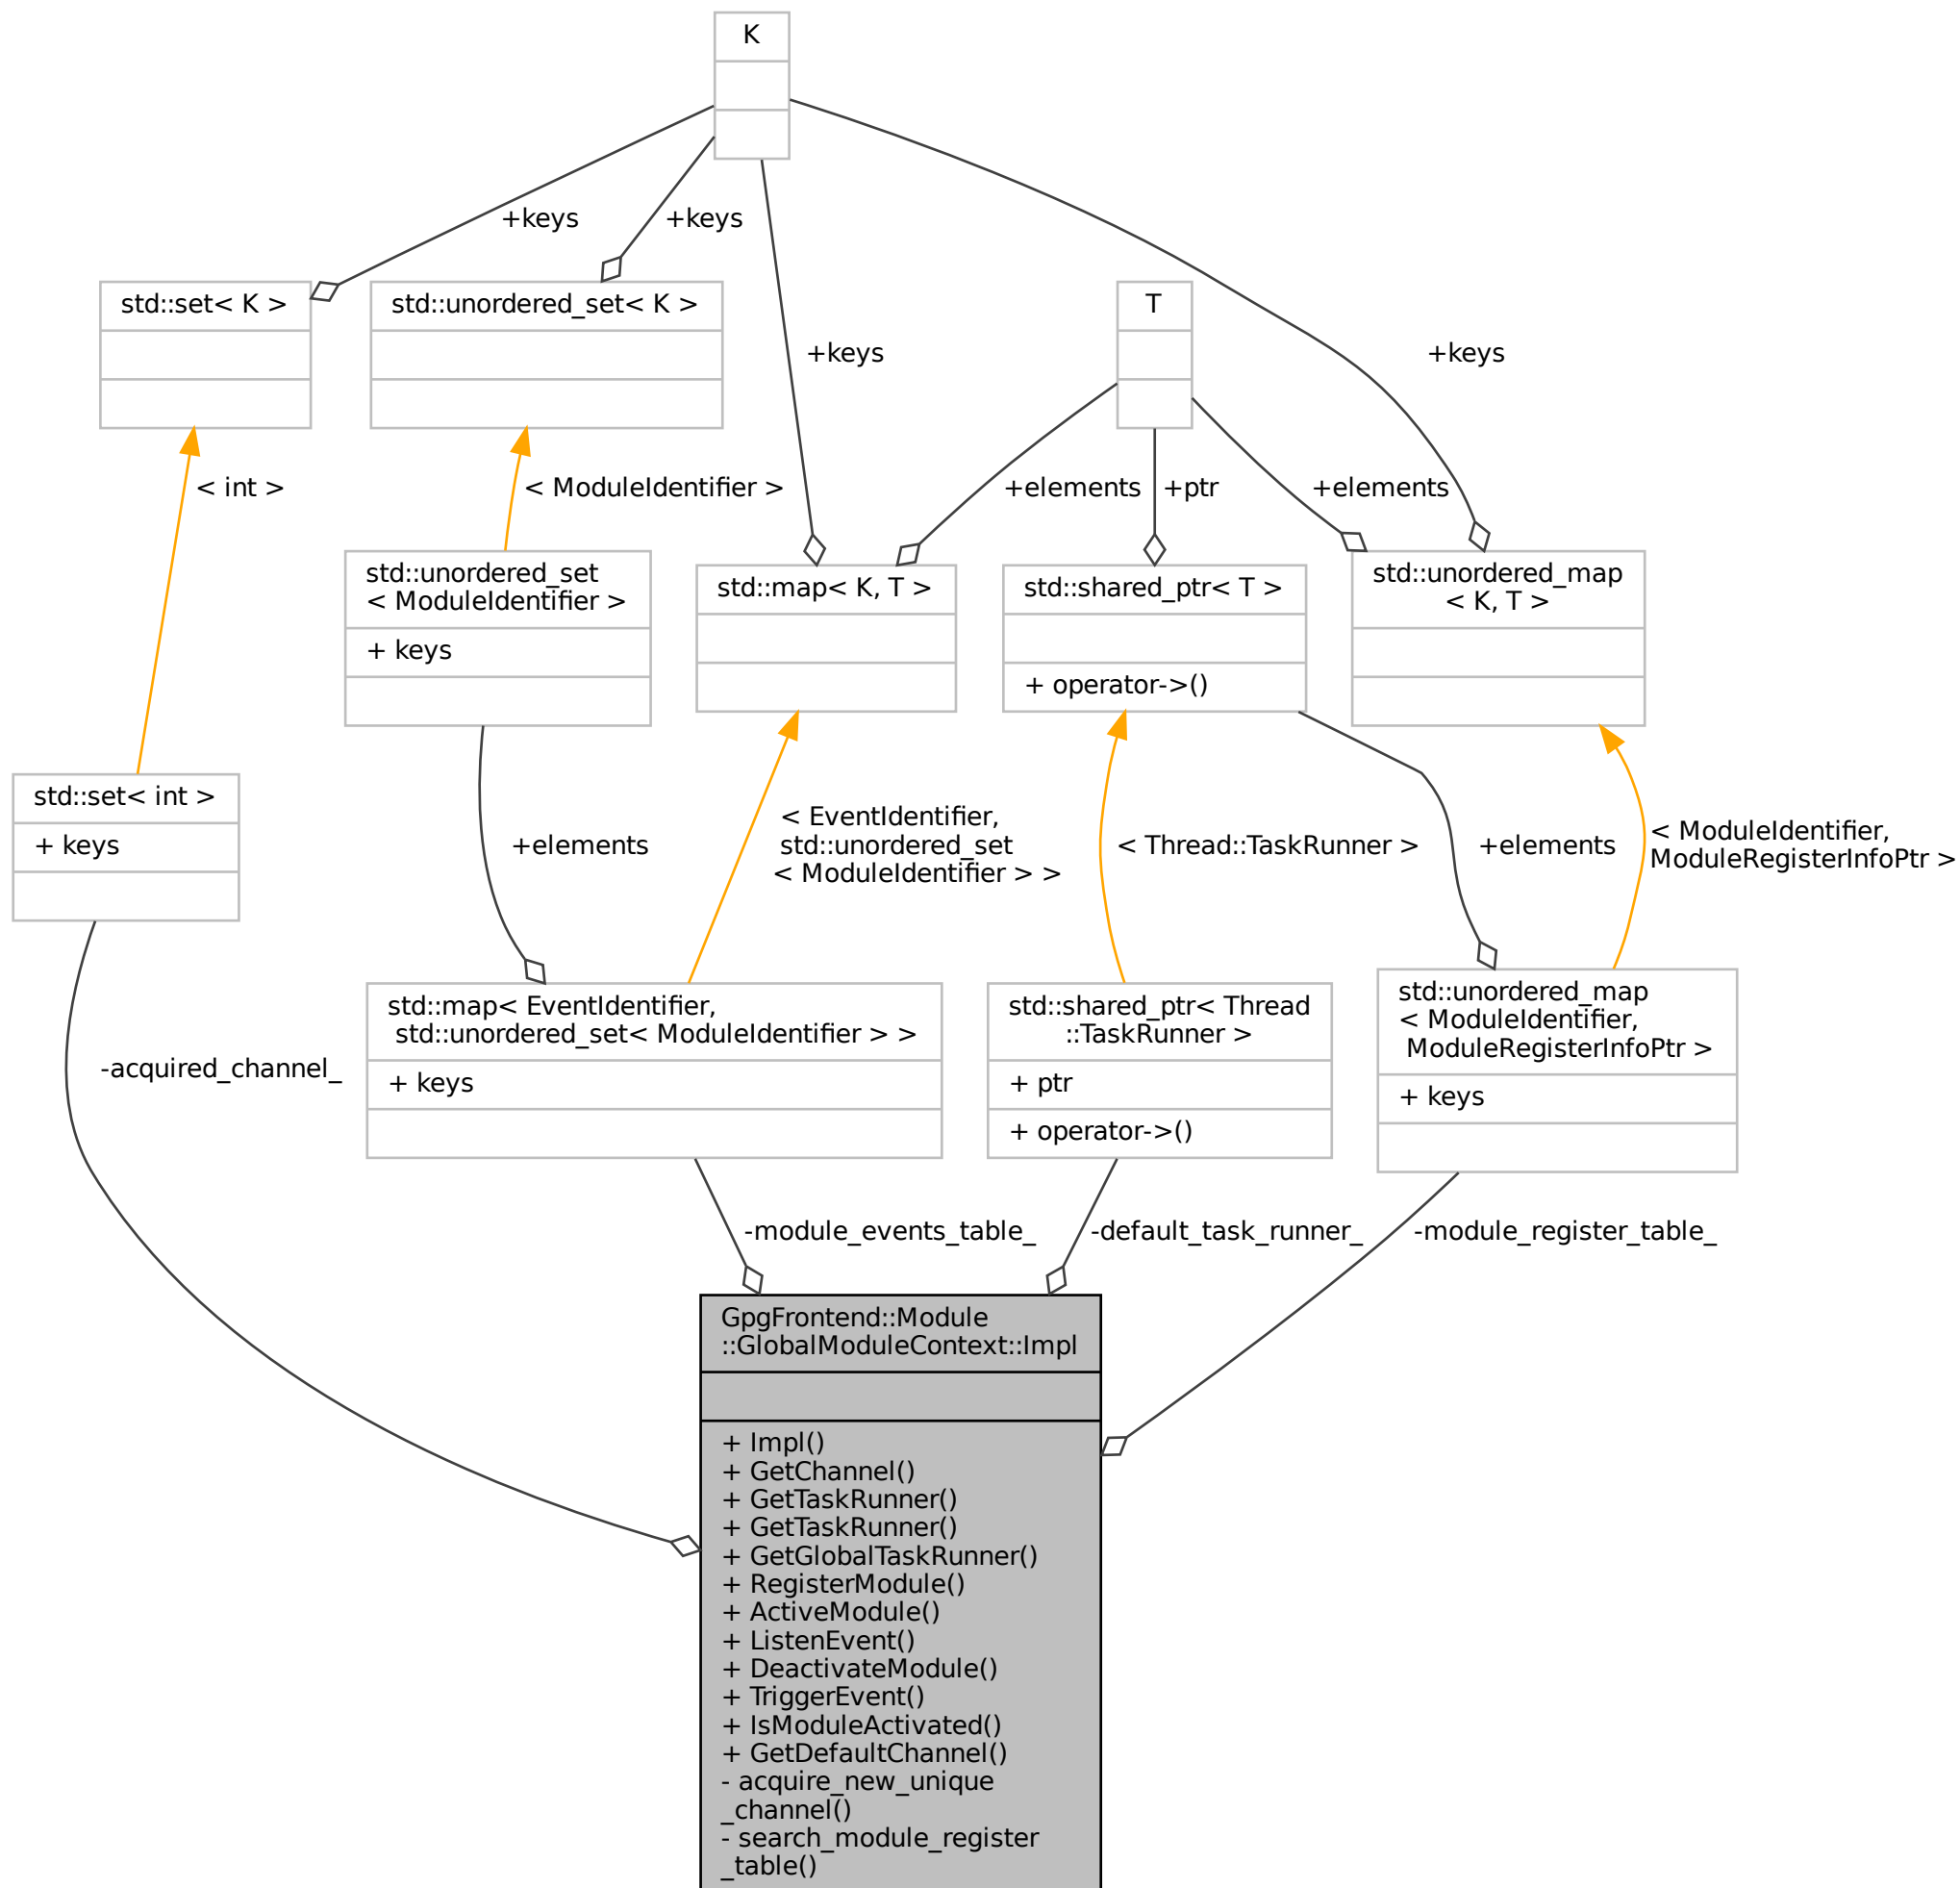 K
+keys
+keys
std::set< K >
std::unordered_set< K >
T
+keys
+keys
< int >
< ModuleIdentifier >
+elements
+ptr
+elements
std::unordered_set
< ModuleIdentifier >
+ keys
std::map< K, T >
std::shared_ptr< T >
+ operator->()
std::unordered_map
< K, T >
std::set< int >
+ keys
+elements
< EventIdentifier,
std::unordered_set
< ModuleIdentifier > >
< Thread::TaskRunner >
+elements
< ModuleIdentifier,
ModuleRegisterInfoPtr >
-acquired_channel_
std::map< EventIdentifier,
std::unordered_set< ModuleIdentifier > >
+ keys
std::shared_ptr< Thread
::TaskRunner >
+ ptr
+ operator->()
std::unordered_map
< ModuleIdentifier,
ModuleRegisterInfoPtr >
+ keys
-module_events_table_
-default_task_runner_
-module_register_table_
GpgFrontend::Module
::GlobalModuleContext::Impl
+ Impl()
+ GetChannel()
+ GetTaskRunner()
+ GetTaskRunner()
+ GetGlobalTaskRunner()
+ RegisterModule()
+ ActiveModule()
+ ListenEvent()
+ DeactivateModule()
+ TriggerEvent()
+ IsModuleActivated()
+ GetDefaultChannel()
- acquire_new_unique
_channel()
- search_module_register
_table()